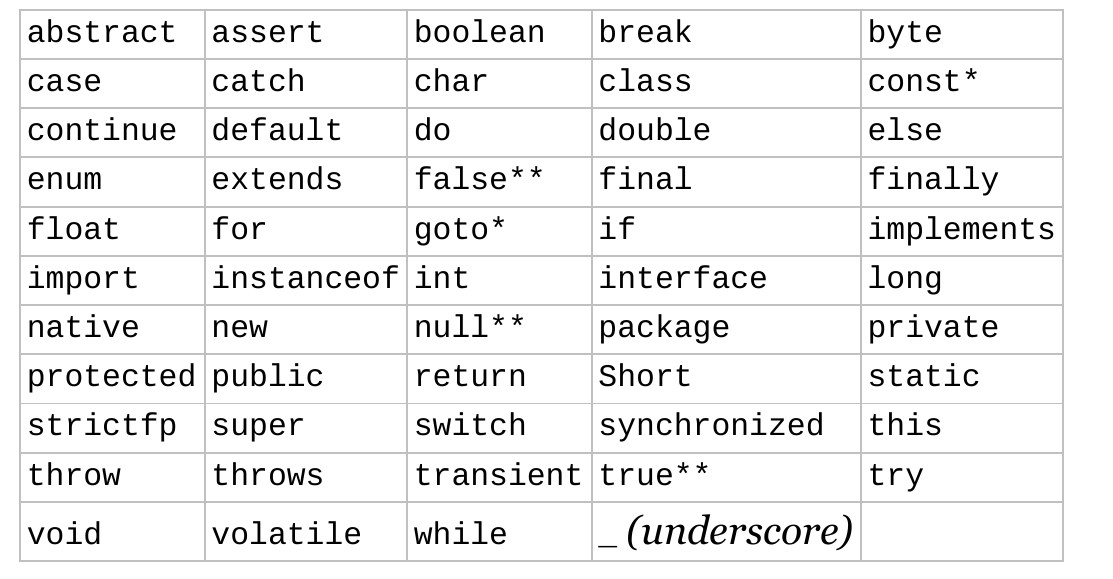 abstract assert boolean break byte
case catch char class const*
continue default do double else
enum extends false** final finally
float for goto* if implements
import instanceof int interface long
native new null** package private
protected public return Short static
strictfp super switch synchronized this
throw throws transient true** try
void volatile while _ (underscore)